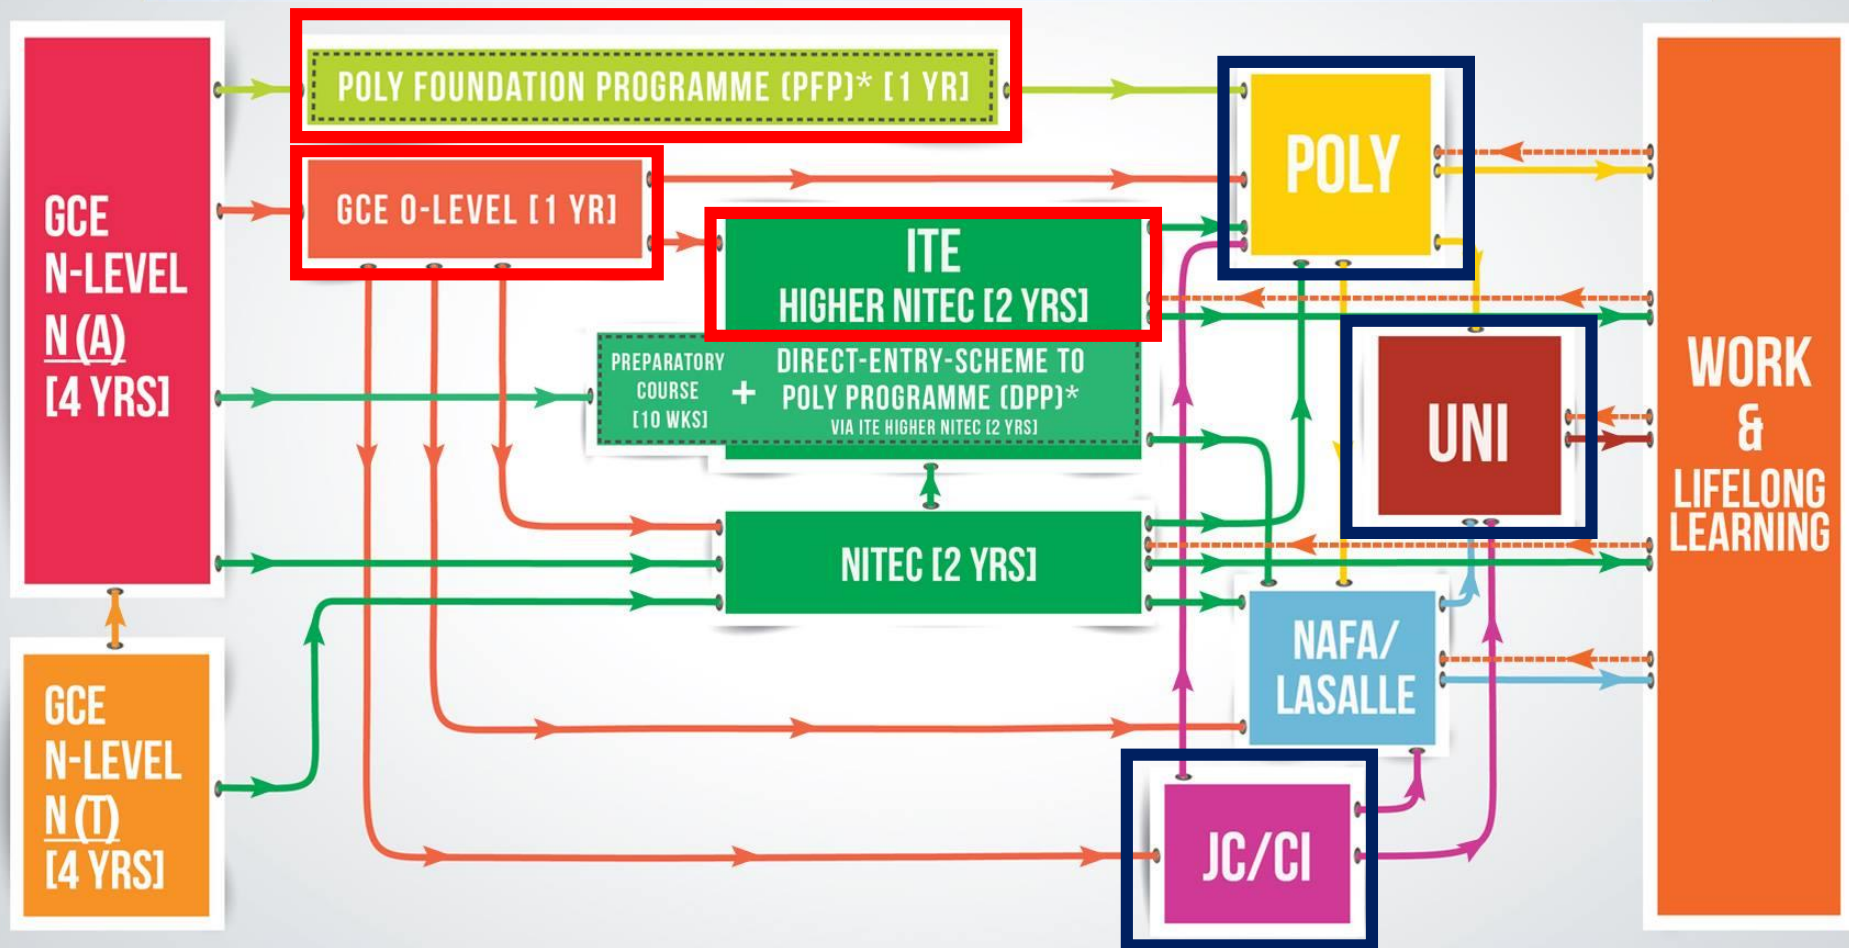 GCE
N-LEVEL
N (A)
[4 YRS]
POLY FOUNDATION PROGRAMME (PFP)* [1 YR]
GCE O-LEVEL [1 YR]
ITE
HIGHER NITEC [2 YRS]
PREPARATORY
COURSE
[10 WKS]
+
DIRECT-ENTRY-SCHEME TO
POLY PROGRAMME (DPP)*
VIA ITE HIGHER NITEC [2 YRS]
NITEC [2 YRS]
POLY
UNI
NAFA/
LASALLE
JC/CI
WORK
&
LIFELONG
LEARNING
GCE
N-LEVEL
N (T)
[4 YRS]